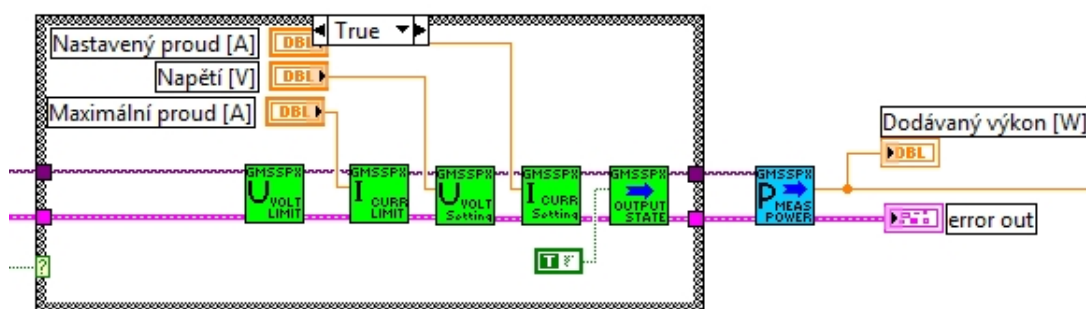 True
Nastavený proud [A]
DBL
Napětí [V]
DBL
Maximální proud [A]
DBL
Dodávaný výkon [W]
DBL
GMSSPX
U VOLT
LIMIT
GMSSPX
I CURR
LIMIT
GMSSPX
U VOLT
Setting
GMSSPX
I CURR
Setting
GMSSPX
OUTPUT
STATE
GMSSPX
P MEAS
POWER
error out
T
?